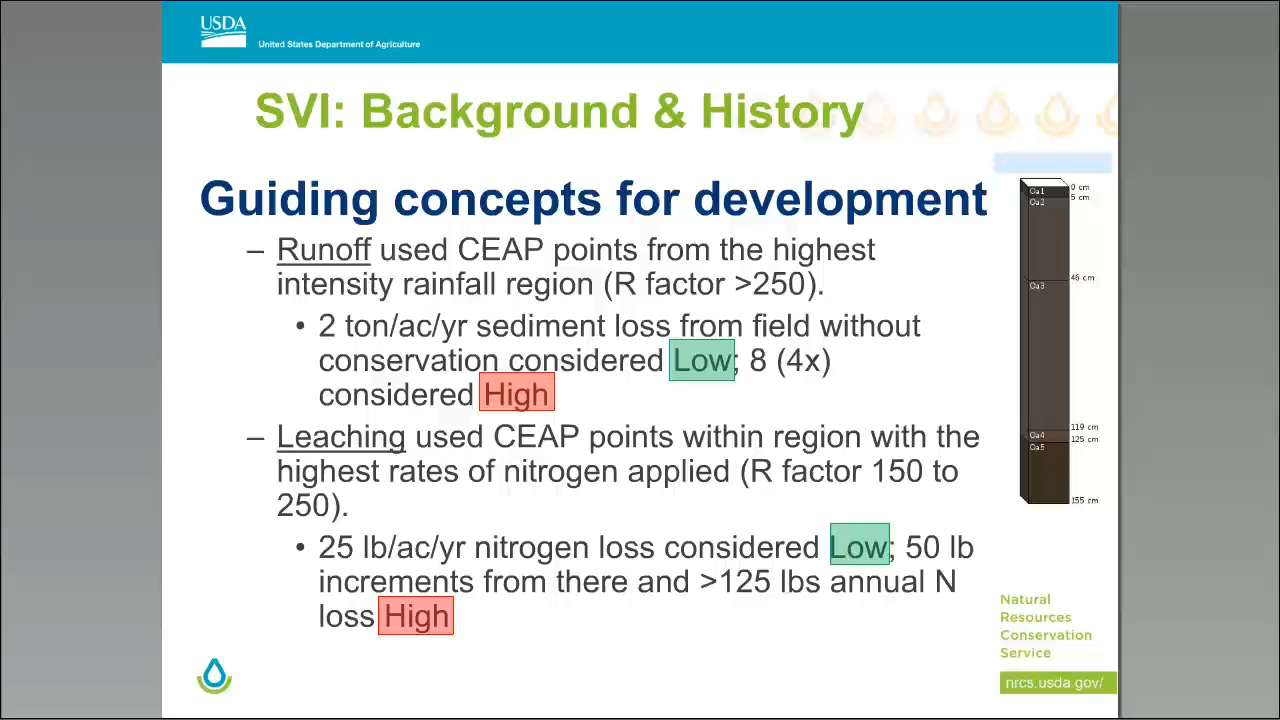 USDA
United States Department of Agriculture
SVI: Background & History
Guiding concepts for development
– Runoff used CEAP points from the highest
intensity rainfall region (R factor >250).
• 2 ton/ac/yr sediment loss from field without
conservation considered Low; 8 (4x)
considered High
– Leaching used CEAP points within region with the
highest rates of nitrogen applied (R factor 150 to
250).
• 25 lb/ac/yr nitrogen loss considered Low; 50 lb
increments from there and >125 lbs annual N
loss High
Oa1
0 cm
Oa2
5 cm
46 cm
Oa3
119 cm
Oa4
125 cm
Oa5
155 cm
Natural
Resources
Conservation
Service
nrcs.usda.gov/